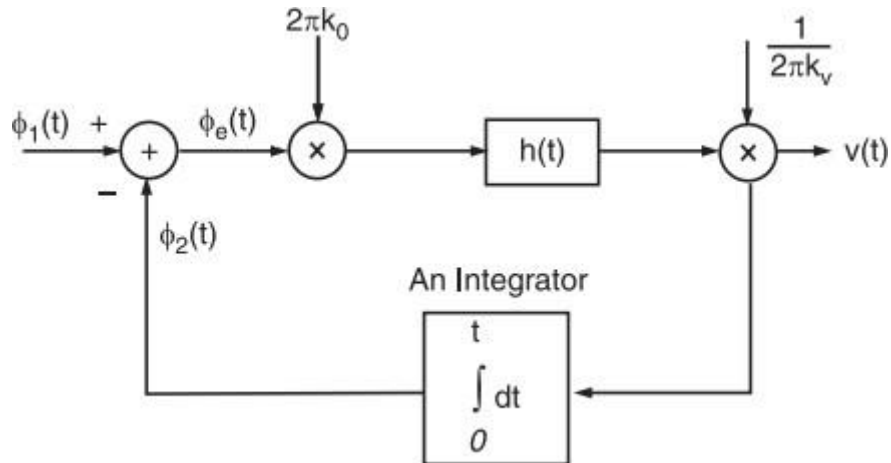 2πk₀
1
2πkᵥ
ϕ₁(t) +
ϕₑ(t)
+
×
h(t)
×
v(t)
−
ϕ₂(t)
An Integrator
t
∫ dt
0